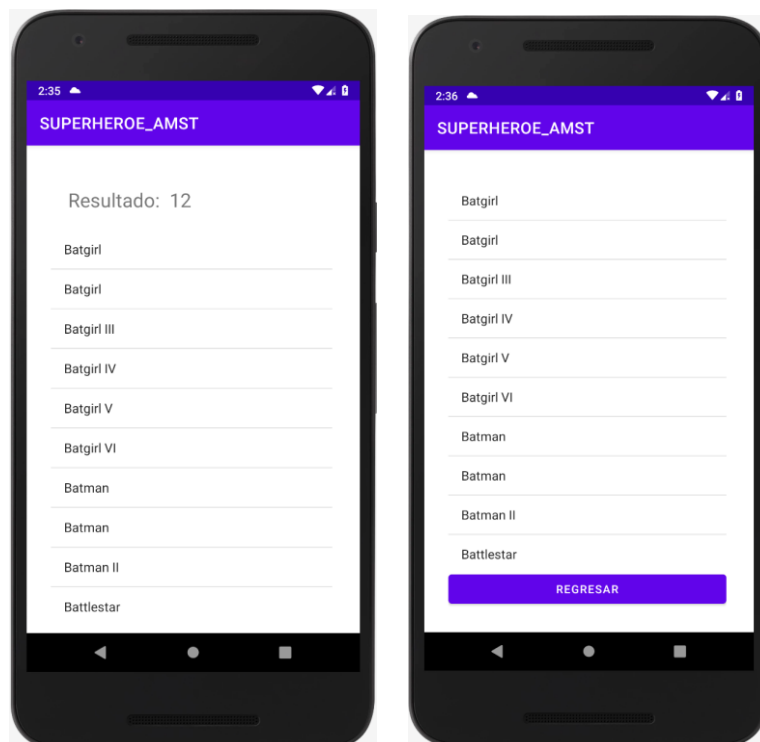 2:35
SUPERHEROE_AMST
Resultado: 12
Batgirl
Batgirl
Batgirl III
Batgirl IV
Batgirl V
Batgirl VI
Batman
Batman
Batman II
Battlestar
2:36
SUPERHEROE_AMST
Batgirl
Batgirl
Batgirl III
Batgirl IV
Batgirl V
Batgirl VI
Batman
Batman
Batman II
Battlestar
REGRESAR